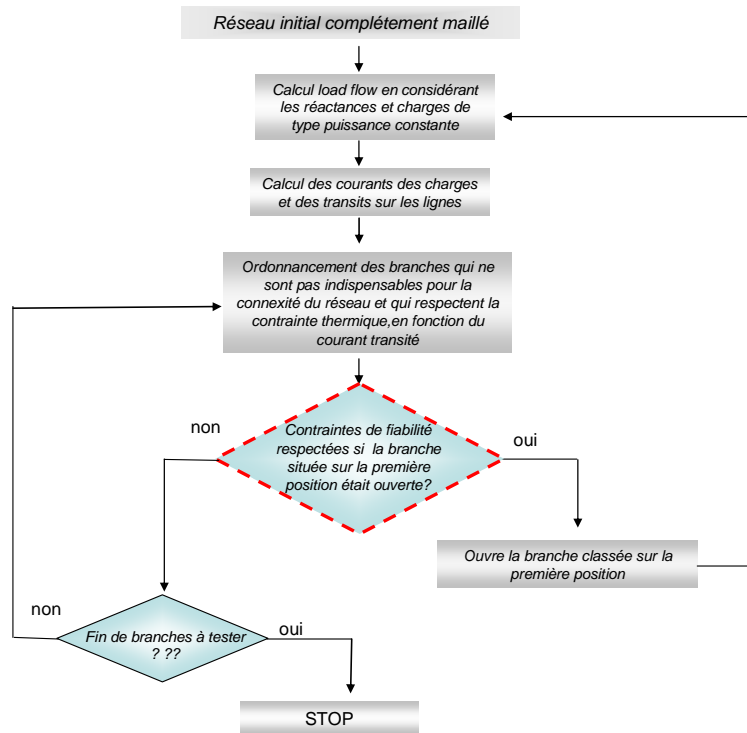 Réseau initial complétement maillé
Calcul load flow en considérant
les réactances et charges de
type puissance constante
Calcul des courants des charges
et des transits sur les lignes
Ordonnancement des branches qui ne
sont pas indispensables pour la
connexité du réseau et qui respectent la
contrainte thermique,en fonction du
courant transité
non
Contraintes de fiabilité
respectées si la branche
située sur la première
position était ouverte?
oui
Ouvre la branche classée sur la
première position
non
Fin de branches à tester
? ??
oui
STOP